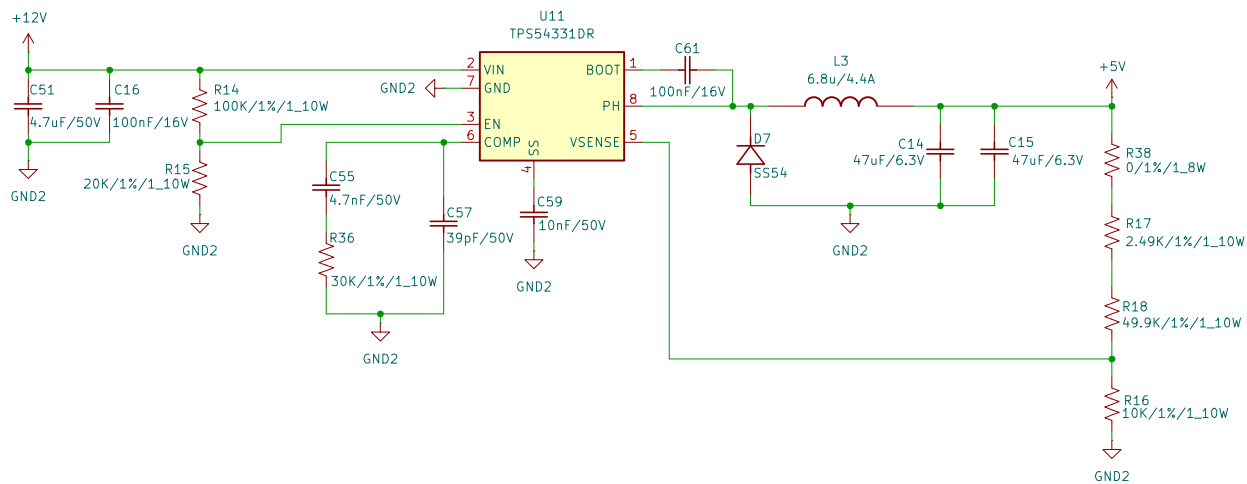 +12V
U11
TPS54331DR
C51
4.7uF/50V
C16
100nF/16V
R14
100K/1%/1_10W
R15
20K/1%/1_10W
GND2
GND2
GND2
2
VIN
7
GND
3
EN
6
COMP
SS
4
BOOT
1
PH
8
VSENSE
5
C61
100nF/16V
L3
6.8u/4.4A
+5V
D7
SS54
C14
47uF/6.3V
C15
47uF/6.3V
GND2
R38
0/1%/1_8W
R17
2.49K/1%/1_10W
R18
49.9K/1%/1_10W
R16
10K/1%/1_10W
GND2
C55
4.7nF/50V
C57
39pF/50V
R36
30K/1%/1_10W
GND2
C59
10nF/50V
GND2